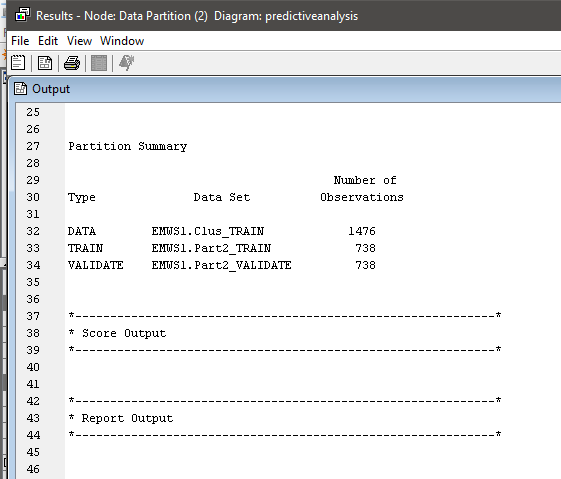 Results - Node: Data Partition (2)  Diagram: predictiveanalysis
File  Edit  View  Window
Output
25
26
27  Partition Summary
28
29  Number of
30  Type  Data Set  Observations
31
32  DATA  EMWS1.Clus_TRAIN  1476
33  TRAIN  EMWS1.Part2_TRAIN  738
34  VALIDATE  EMWS1.Part2_VALIDATE  738
35
36
37  *------------------------------------------------------------*
38  * Score Output
39  *------------------------------------------------------------*
40
41
42  *------------------------------------------------------------*
43  * Report Output
44  *------------------------------------------------------------*
45
46